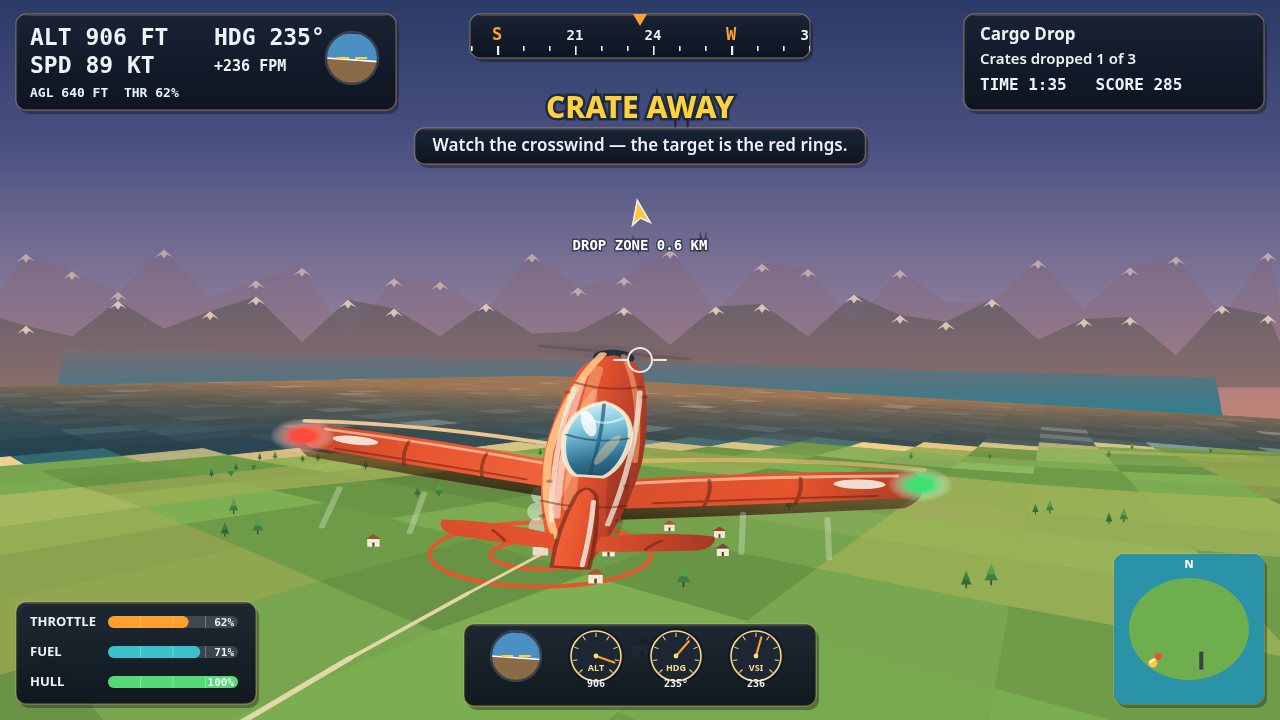 ALT 906 FT HDG 235°
SPD 89 KT +236 FPM
AGL 640 FT THR 62%
S 21 24 W 3
Cargo Drop
Crates dropped 1 of 3
TIME 1:35 SCORE 285
CRATE AWAY
Watch the crosswind — the target is the red rings.
DROP ZONE 0.6 KM
THROTTLE 62%
FUEL 71%
HULL 100%
ALT HDG VSI
906 235° 236
N